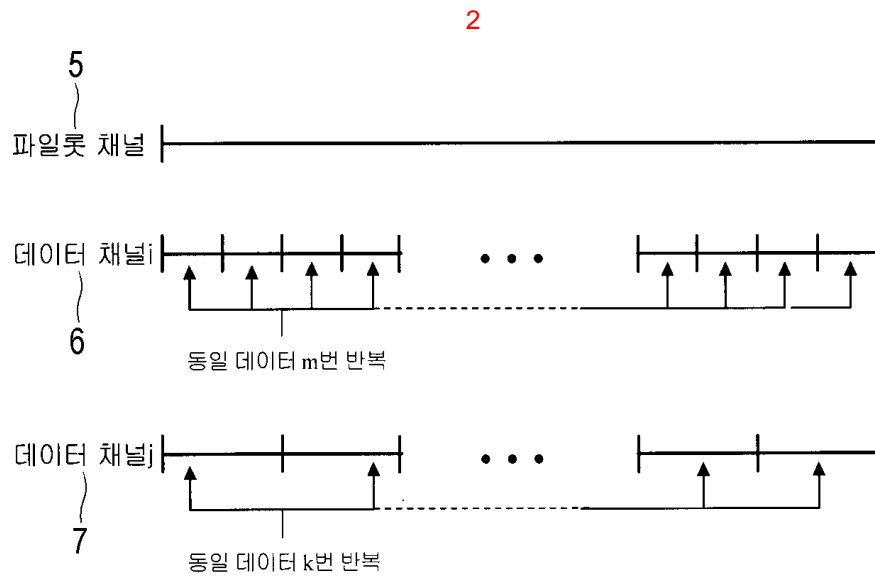 2
5
파일롯 채널
데이터 채널i
6
동일 데이터 m번 반복
데이터 채널j
7
동일 데이터 k번 반복